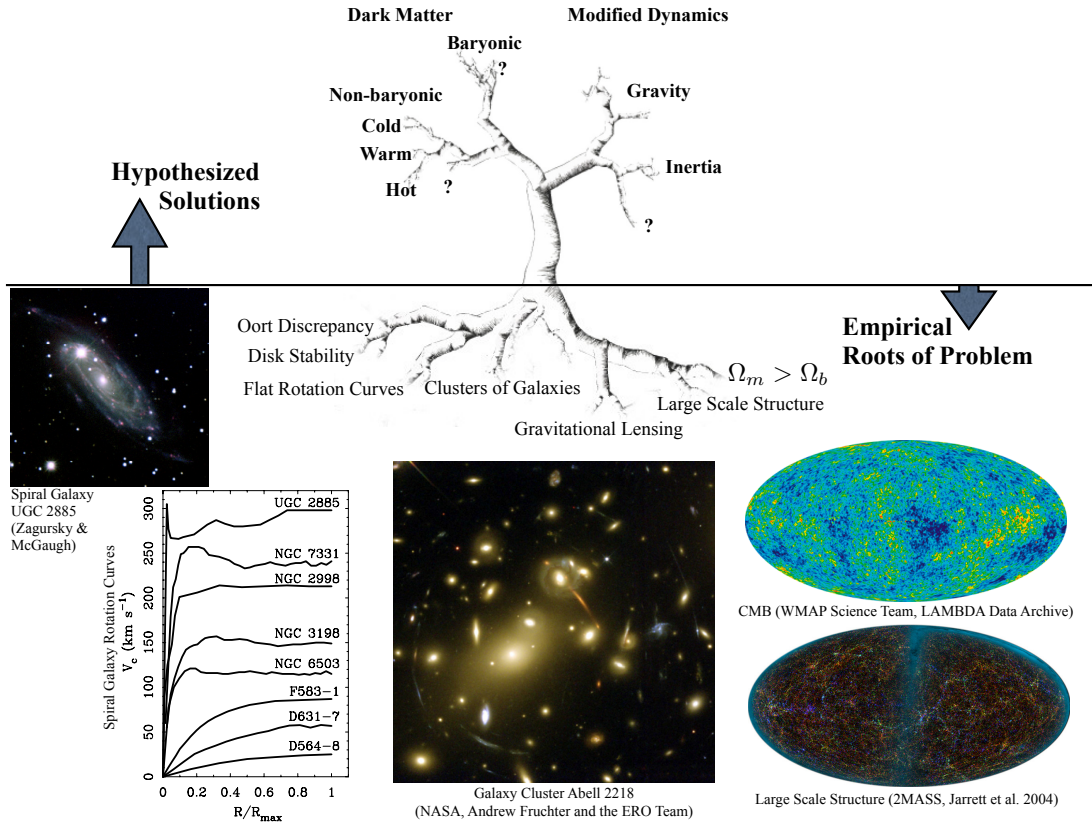 Dark Matter
Modified Dynamics
Baryonic
?
Non-baryonic
Gravity
Cold
Warm
Hot
?
Inertia
?
Hypothesized
Solutions
Empirical
Roots of Problem
Oort Discrepancy
Disk Stability
Flat Rotation Curves
Clusters of Galaxies
Gravitational Lensing
Large Scale Structure
Ωm > Ωb
Spiral Galaxy
UGC 2885
(Zagursky &
McGaugh)
Spiral Galaxy Rotation Curves
Vc (km s⁻¹)
300
250
200
150
100
50
0
UGC 2885
NGC 7331
NGC 2998
NGC 3198
NGC 6503
F583-1
D631-7
D564-8
0 0.2 0.4 0.6 0.8 1
R/Rmax
Galaxy Cluster Abell 2218
(NASA, Andrew Fruchter and the ERO Team)
CMB (WMAP Science Team, LAMBDA Data Archive)
Large Scale Structure (2MASS, Jarrett et al. 2004)